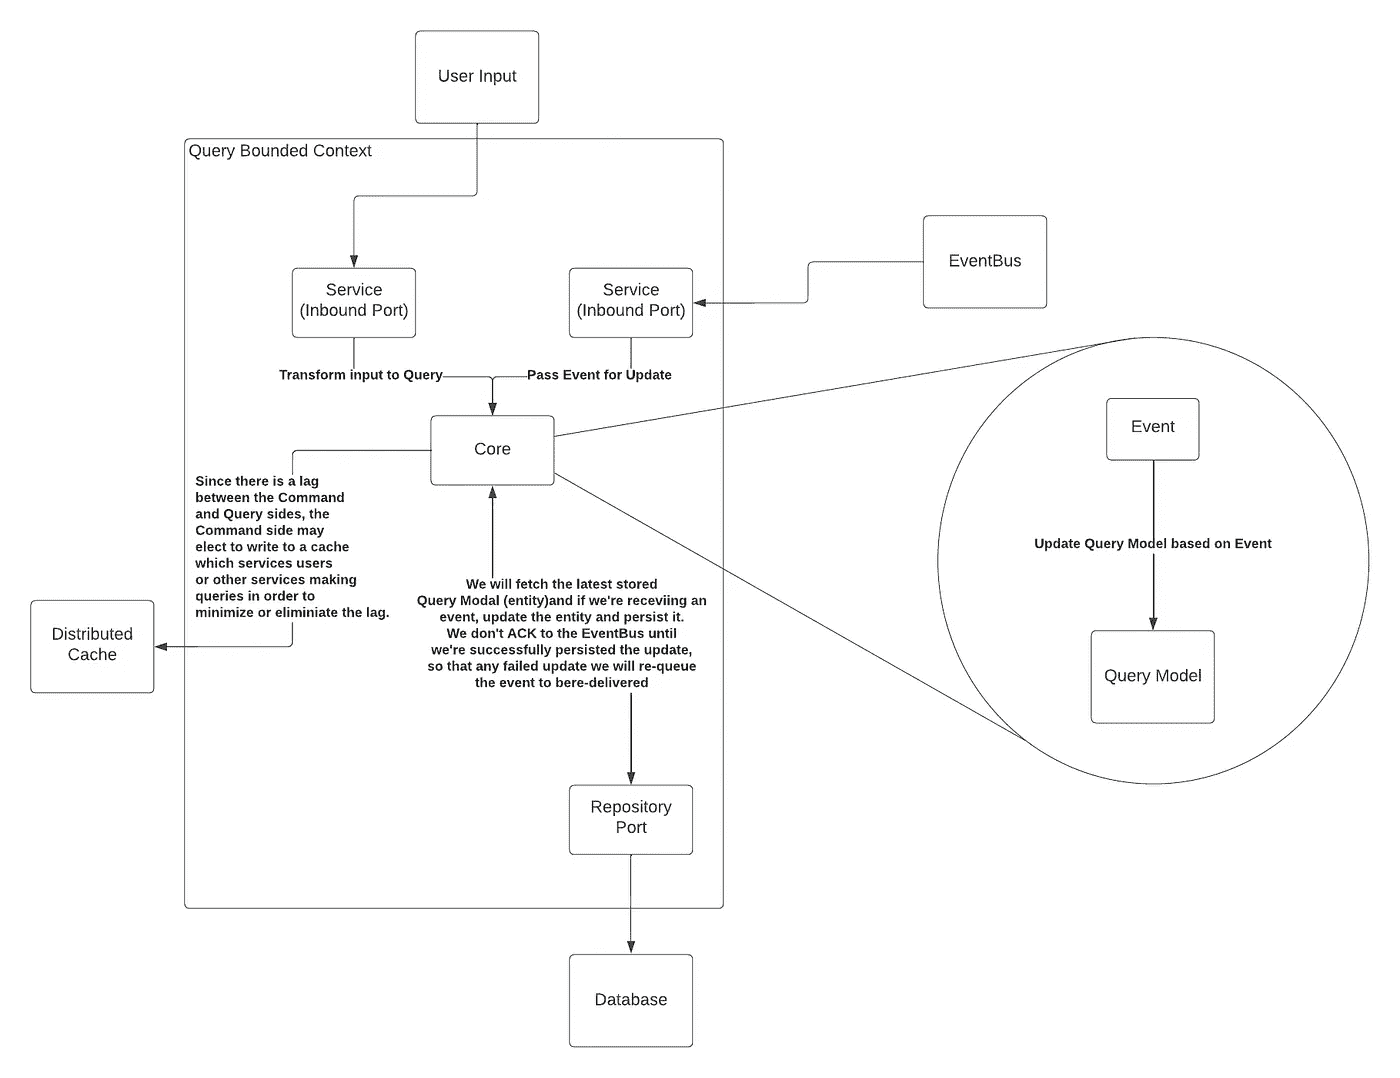 User Input
Query Bounded Context
EventBus
Service
(Inbound Port)
Service
(Inbound Port)
Transform input to Query
Pass Event for Update
Core
Since there is a lag
between the Command
and Query sides, the
Command side may
elect to write to a cache
which services users
or other services making
queries in order to
minimize or eliminiate the lag.
Distributed
Cache
We will fetch the latest stored
Query Modal (entity)and if we're receviing an
event, update the entity and persist it.
We don't ACK to the EventBus until
we're successfully persisted the update,
so that any failed update we will re-queue
the event to bere-delivered
Event
Update Query Model based on Event
Query Model
Repository
Port
Database